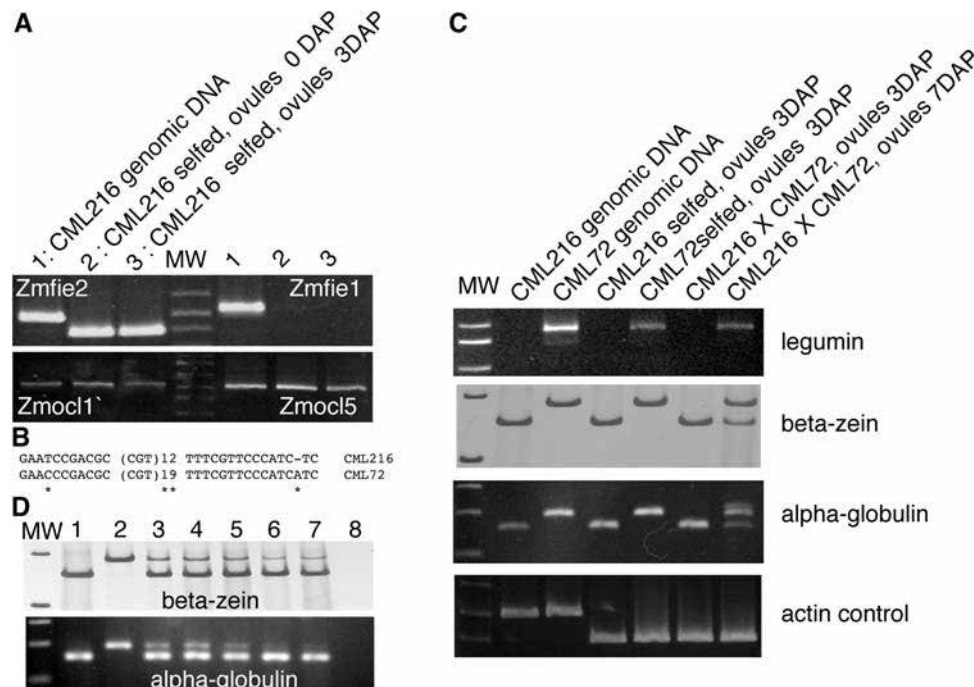 A
1: CML216 genomic DNA
2: CML216 selfed, ovules 0 DAP
3: CML216 selfed, ovules 3DAP
MW 1 2 3
Zmfie2 Zmfie1
Zmocl1` Zmocl5
B
GAATCCGACGC (CGT)12 TTTCGTTCCCATC-TC CML216
GAACCCGACGC (CGT)19 TTTCGTTCCCATCATC CML72
* ** *
D
MW 1 2 3 4 5 6 7 8
beta-zein
alpha-globulin
C
MW
CML216 genomic DNA
CML72 genomic DNA
CML216 selfed, ovules 3DAP
CML72selfed, ovules 3DAP
CML216 X CML72, ovules 3DAP
CML216 X CML72, ovules 7DAP
legumin
beta-zein
alpha-globulin
actin control